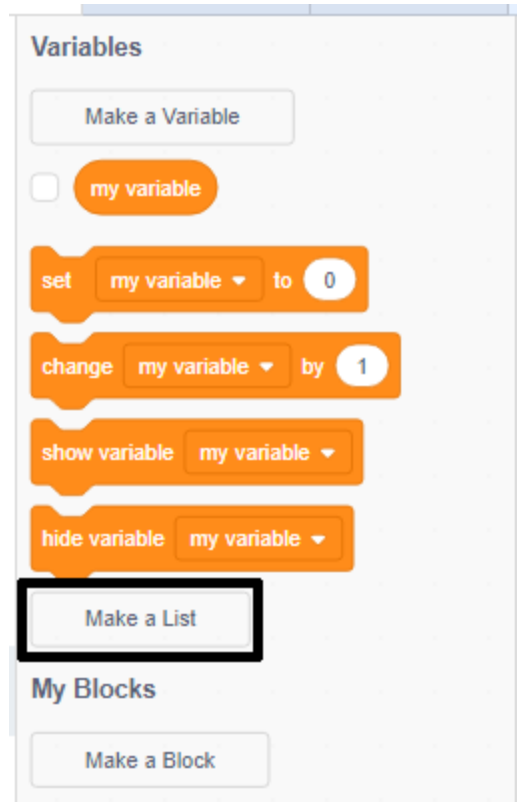 Variables
Make a Variable
my variable
set my variable to 0
change my variable by 1
show variable my variable
hide variable my variable
Make a List
My Blocks
Make a Block